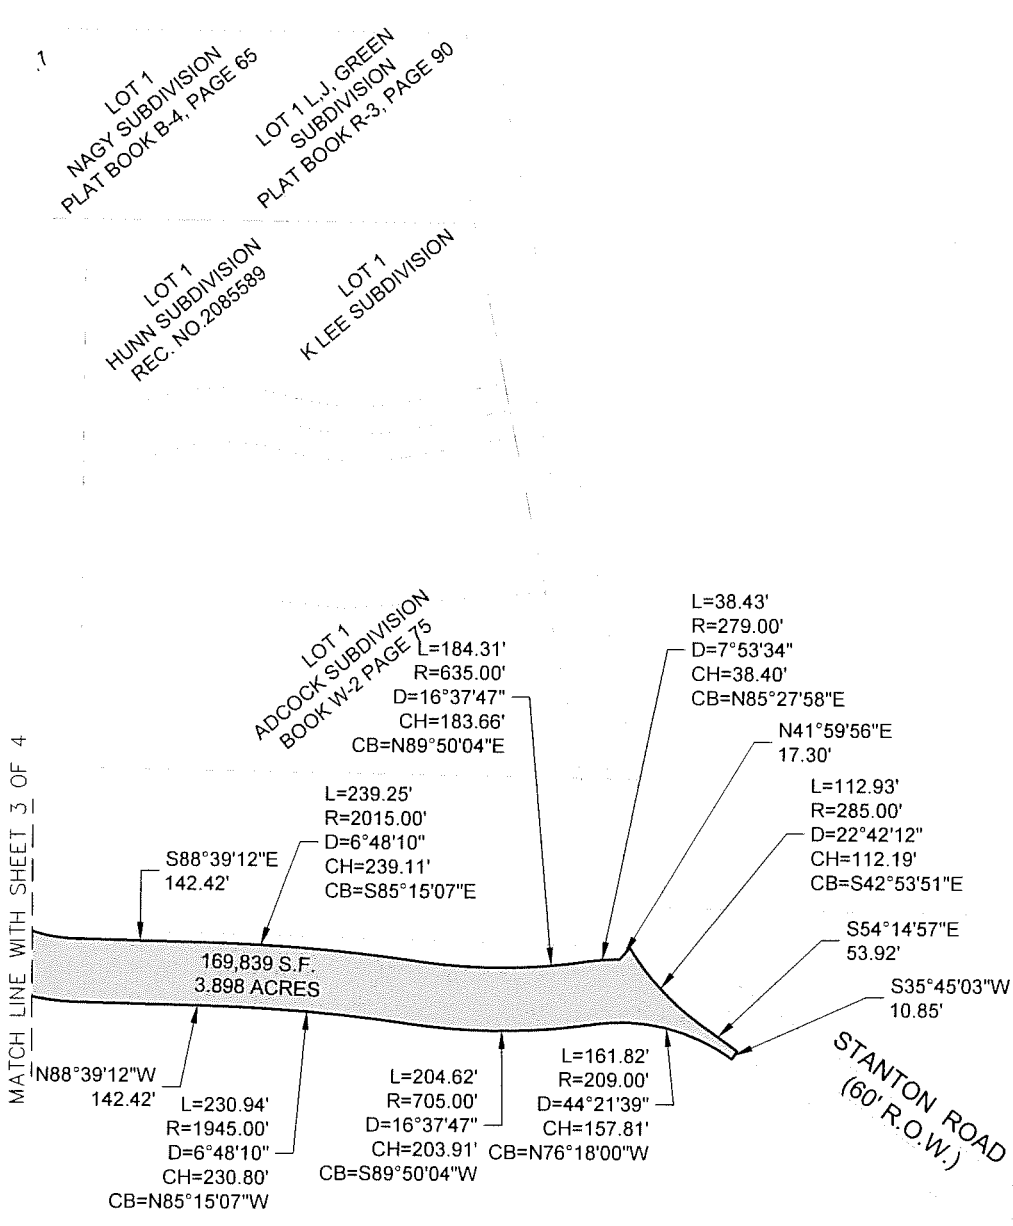 .1
LOT 1
NAGY SUBDIVISION
PLAT BOOK B-4, PAGE 65
LOT 1 L.J. GREEN
SUBDIVISION
PLAT BOOK R-3, PAGE 90
LOT 1
HUNN SUBDIVISION
REC. NO.2085589
LOT 1
K LEE SUBDIVISION
LOT 1
ADCOCK SUBDIVISION
BOOK W-2 PAGE 75
L=184.31'
R=635.00'
D=16°37'47"
CH=183.66'
CB=N89°50'04"E
L=38.43'
R=279.00'
D=7°53'34"
CH=38.40'
CB=N85°27'58"E
N41°59'56"E
17.30'
L=112.93'
R=285.00'
D=22°42'12"
CH=112.19'
CB=S42°53'51"E
L=239.25'
R=2015.00'
D=6°48'10"
CH=239.11'
CB=S85°15'07"E
S88°39'12"E
142.42'
S54°14'57"E
53.92'
S35°45'03"W
10.85'
MATCH LINE WITH SHEET 3 OF 4
169,839 S.F.
3.898 ACRES
STANTON ROAD
(60' R.O.W.)
N88°39'12"W
142.42'
L=230.94'
R=1945.00'
D=6°48'10"
CH=230.80'
CB=N85°15'07"W
L=204.62'
R=705.00'
D=16°37'47"
CH=203.91'
CB=S89°50'04"W
L=161.82'
R=209.00'
D=44°21'39"
CH=157.81'
CB=N76°18'00"W